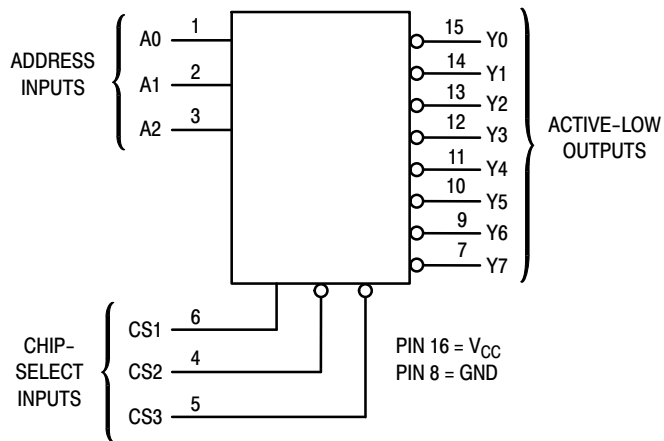 ADDRESS
INPUTS
A0 1
A1 2
A2 3
15 Y0
14 Y1
13 Y2
12 Y3
11 Y4
10 Y5
9 Y6
7 Y7
ACTIVE–LOW
OUTPUTS
CHIP–
SELECT
INPUTS
CS1 6
CS2 4
CS3 5
PIN 16 = VCC
PIN 8 = GND